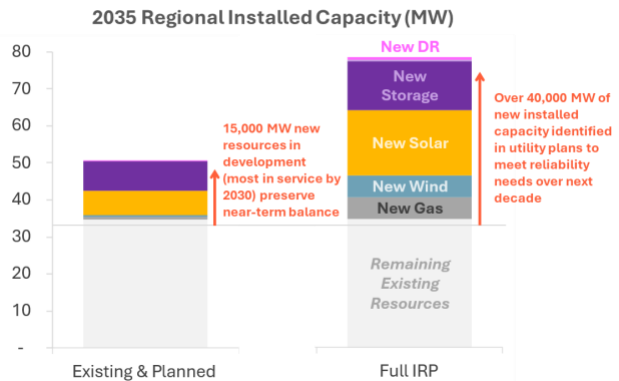 2035 Regional Installed Capacity (MW)
80
70
60
50
40
30
20
10
-
15,000 MW new
resources in
development
(most in service by
2030) preserve
near-term balance
New DR
New
Storage
New Solar
New Wind
New Gas
Remaining
Existing
Resources
Over 40,000 MW of
new installed
capacity identified
in utility plans to
meet reliability
needs over next
decade
Existing & Planned
Full IRP